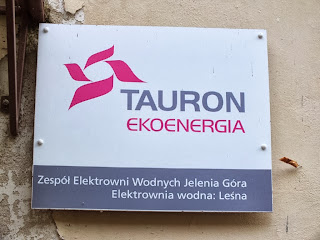 TAURON
EKOENERGIA
Zespół Elektrowni Wodnych Jelenia Góra
Elektrownia wodna: Leśna